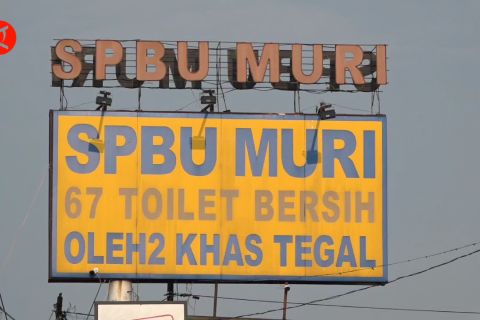 SPBU MURI
SPBU MURI
67 TOILET BERSIH
OLEH2 KHAS TEGAL